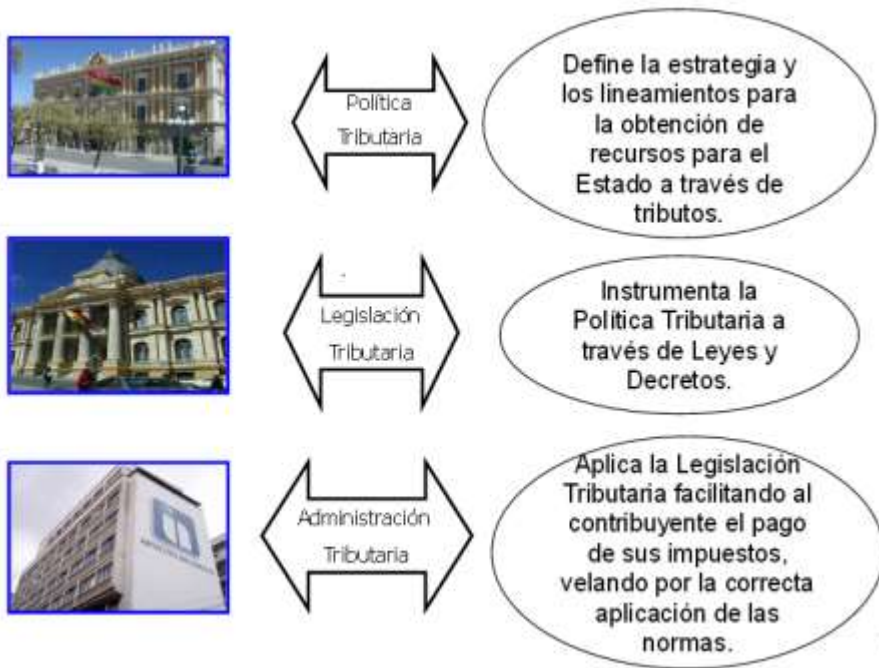 Política
Tributaria
Define la estrategia y
los lineamientos para
la obtención de
recursos para el
Estado a través de
tributos.
Legislación
Tributaria
Instrumenta la
Política Tributaria a
través de Leyes y
Decretos.
Administración
Tributaria
Aplica la Legislación
Tributaria facilitando al
contribuyente el pago
de sus impuestos,
velando por la correcta
aplicación de las
normas.